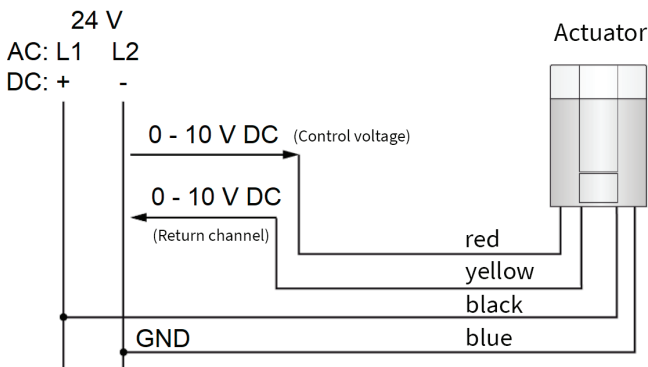 24 V
Actuator
AC: L1 L2
DC: + -
0 - 10 V DC (Control voltage)
0 - 10 V DC
(Return channel)
red
yellow
black
GND
blue